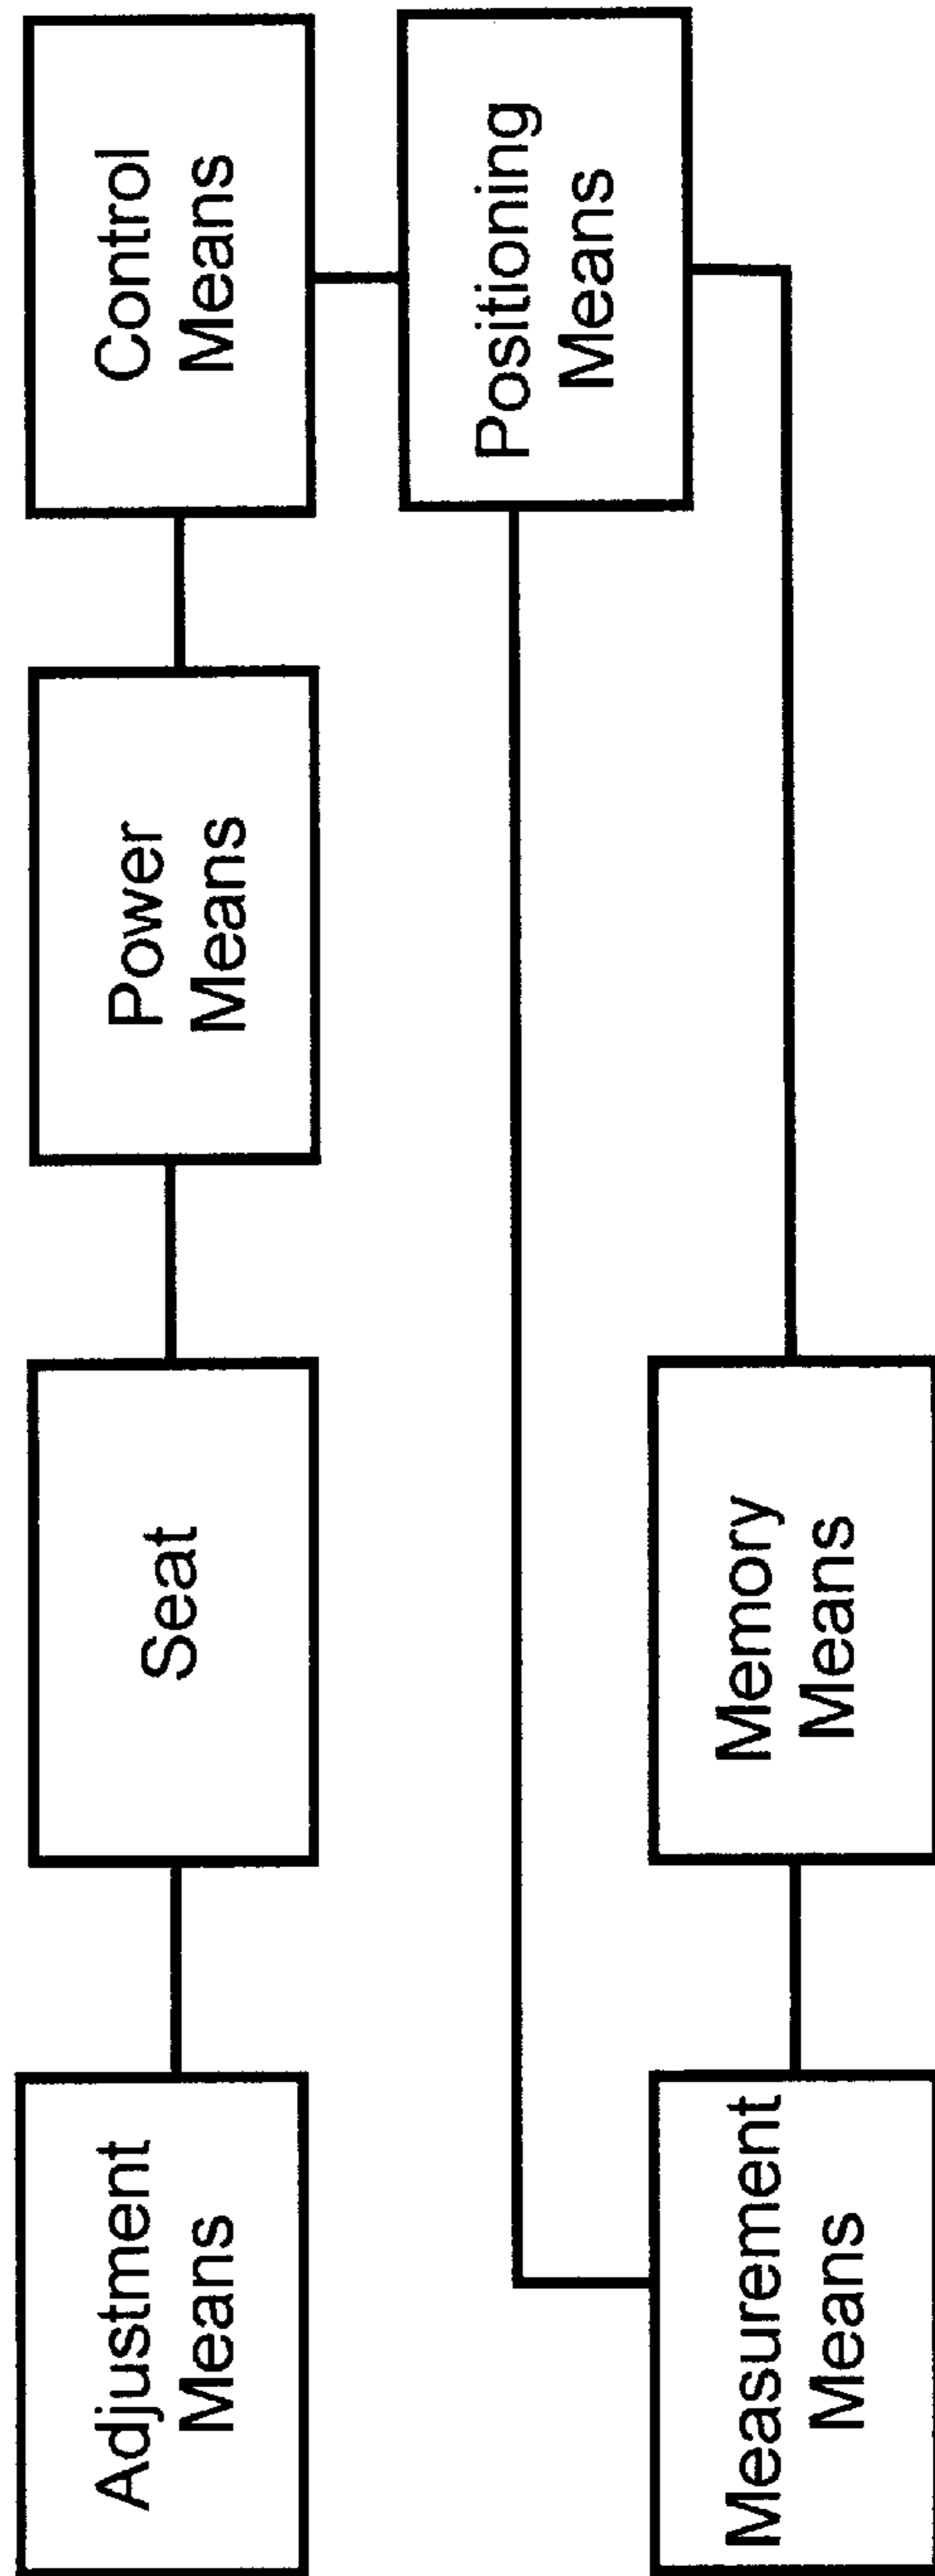 Adjustment
Means
Seat
Power
Means
Control
Means
Positioning
Means
Measurement
Means
Memory
Means